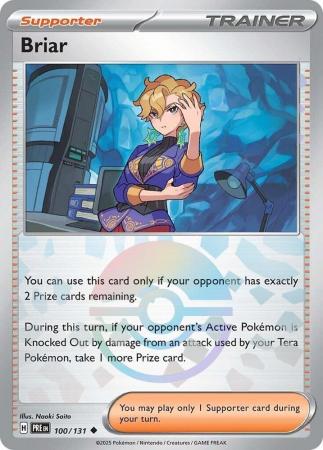 Supporter
TRAINER
Briar
You can use this card only if your opponent has exactly
2 Prize cards remaining.
During this turn, if your opponent's Active Pokémon is
Knocked Out by damage from an attack used by your Tera
Pokémon, take 1 more Prize card.
Illus. Naoki Saito
H PRE EN 100/131 ◆
You may play only 1 Supporter card during
your turn.
©2025 Pokémon / Nintendo / Creatures / GAME FREAK